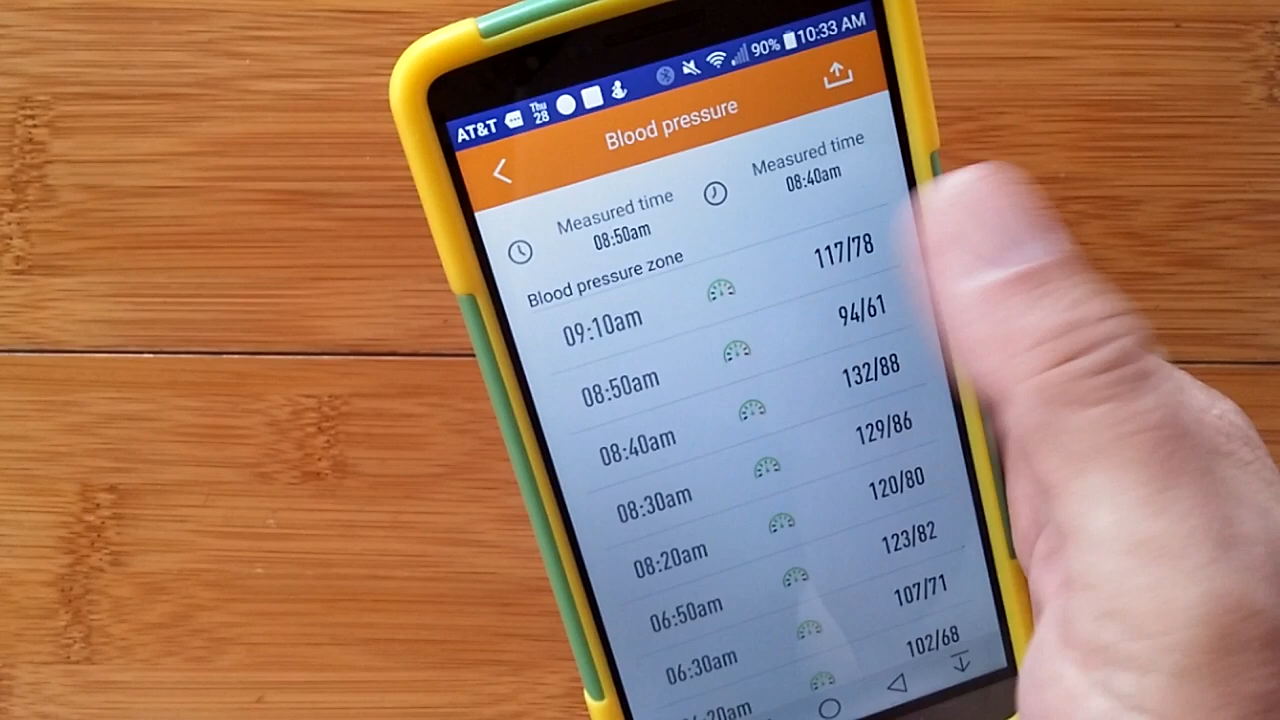 AT&T Thu 28 90% 10:33 AM
Blood pressure
Measured time Measured time
08:50am 08:40am
Blood pressure zone
09:10am 117/78
08:50am 94/61
08:40am 132/88
08:30am 129/86
08:20am 120/80
06:50am 123/82
06:30am 107/71
102/68